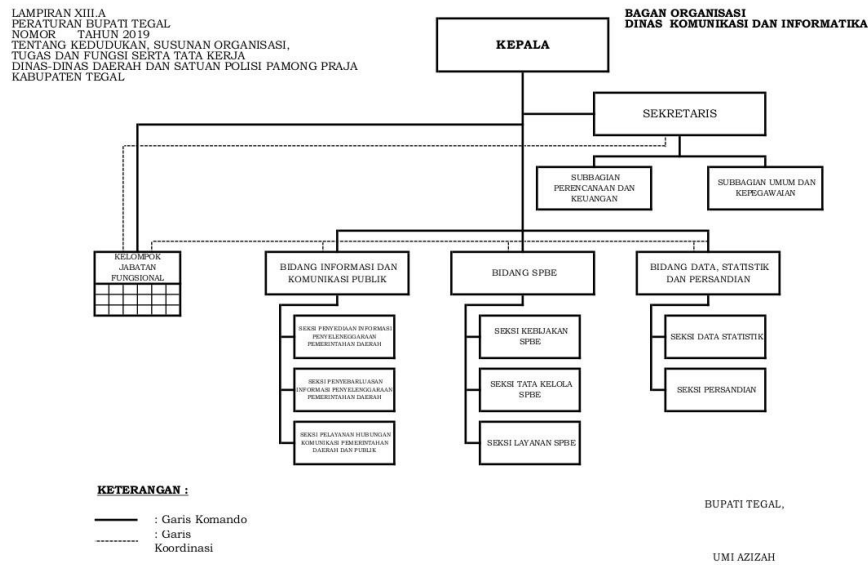 LAMPIRAN XIII.A
PERATURAN BUPATI TEGAL
NOMOR TAHUN 2019
TENTANG KEDUDUKAN, SUSUNAN ORGANISASI,
TUGAS DAN FUNGSI SERTA TATA KERJA
DINAS-DINAS DAERAH DAN SATUAN POLISI PAMONG PRAJA
KABUPATEN TEGAL
BAGAN ORGANISASI
DINAS KOMUNIKASI DAN INFORMATIKA
KEPALA
SEKRETARIS
SUBBAGIAN
PERENCANAAN DAN
KEUANGAN
SUBBAGIAN UMUM DAN
KEPEGAWAIAN
KELOMPOK
JABATAN
FUNGSIONAL
BIDANG INFORMASI DAN
KOMUNIKASI PUBLIK
BIDANG SPBE
BIDANG DATA, STATISTIK
DAN PERSANDIAN
SEKSI PENYEDIAAN INFORMASI
PENYELENEGGARAAN
PEMERINTAHAN DAERAH
SEKSI PENYEBARLUASAN
INFORMASI PENYELENGGARAAN
PEMERINTAHAN DAERAH
SEKSI PELAYANAN HUBUNGAN
KOMUNIKASI PEMERINTAHAN
DAERAH DAN PUBLIK
SEKSI KEBIJAKAN
SPBE
SEKSI TATA KELOLA
SPBE
SEKSI LAYANAN SPBE
SEKSI DATA STATISTIK
SEKSI PERSANDIAN
KETERANGAN :
: Garis Komando
: Garis
Koordinasi
BUPATI TEGAL,
UMI AZIZAH